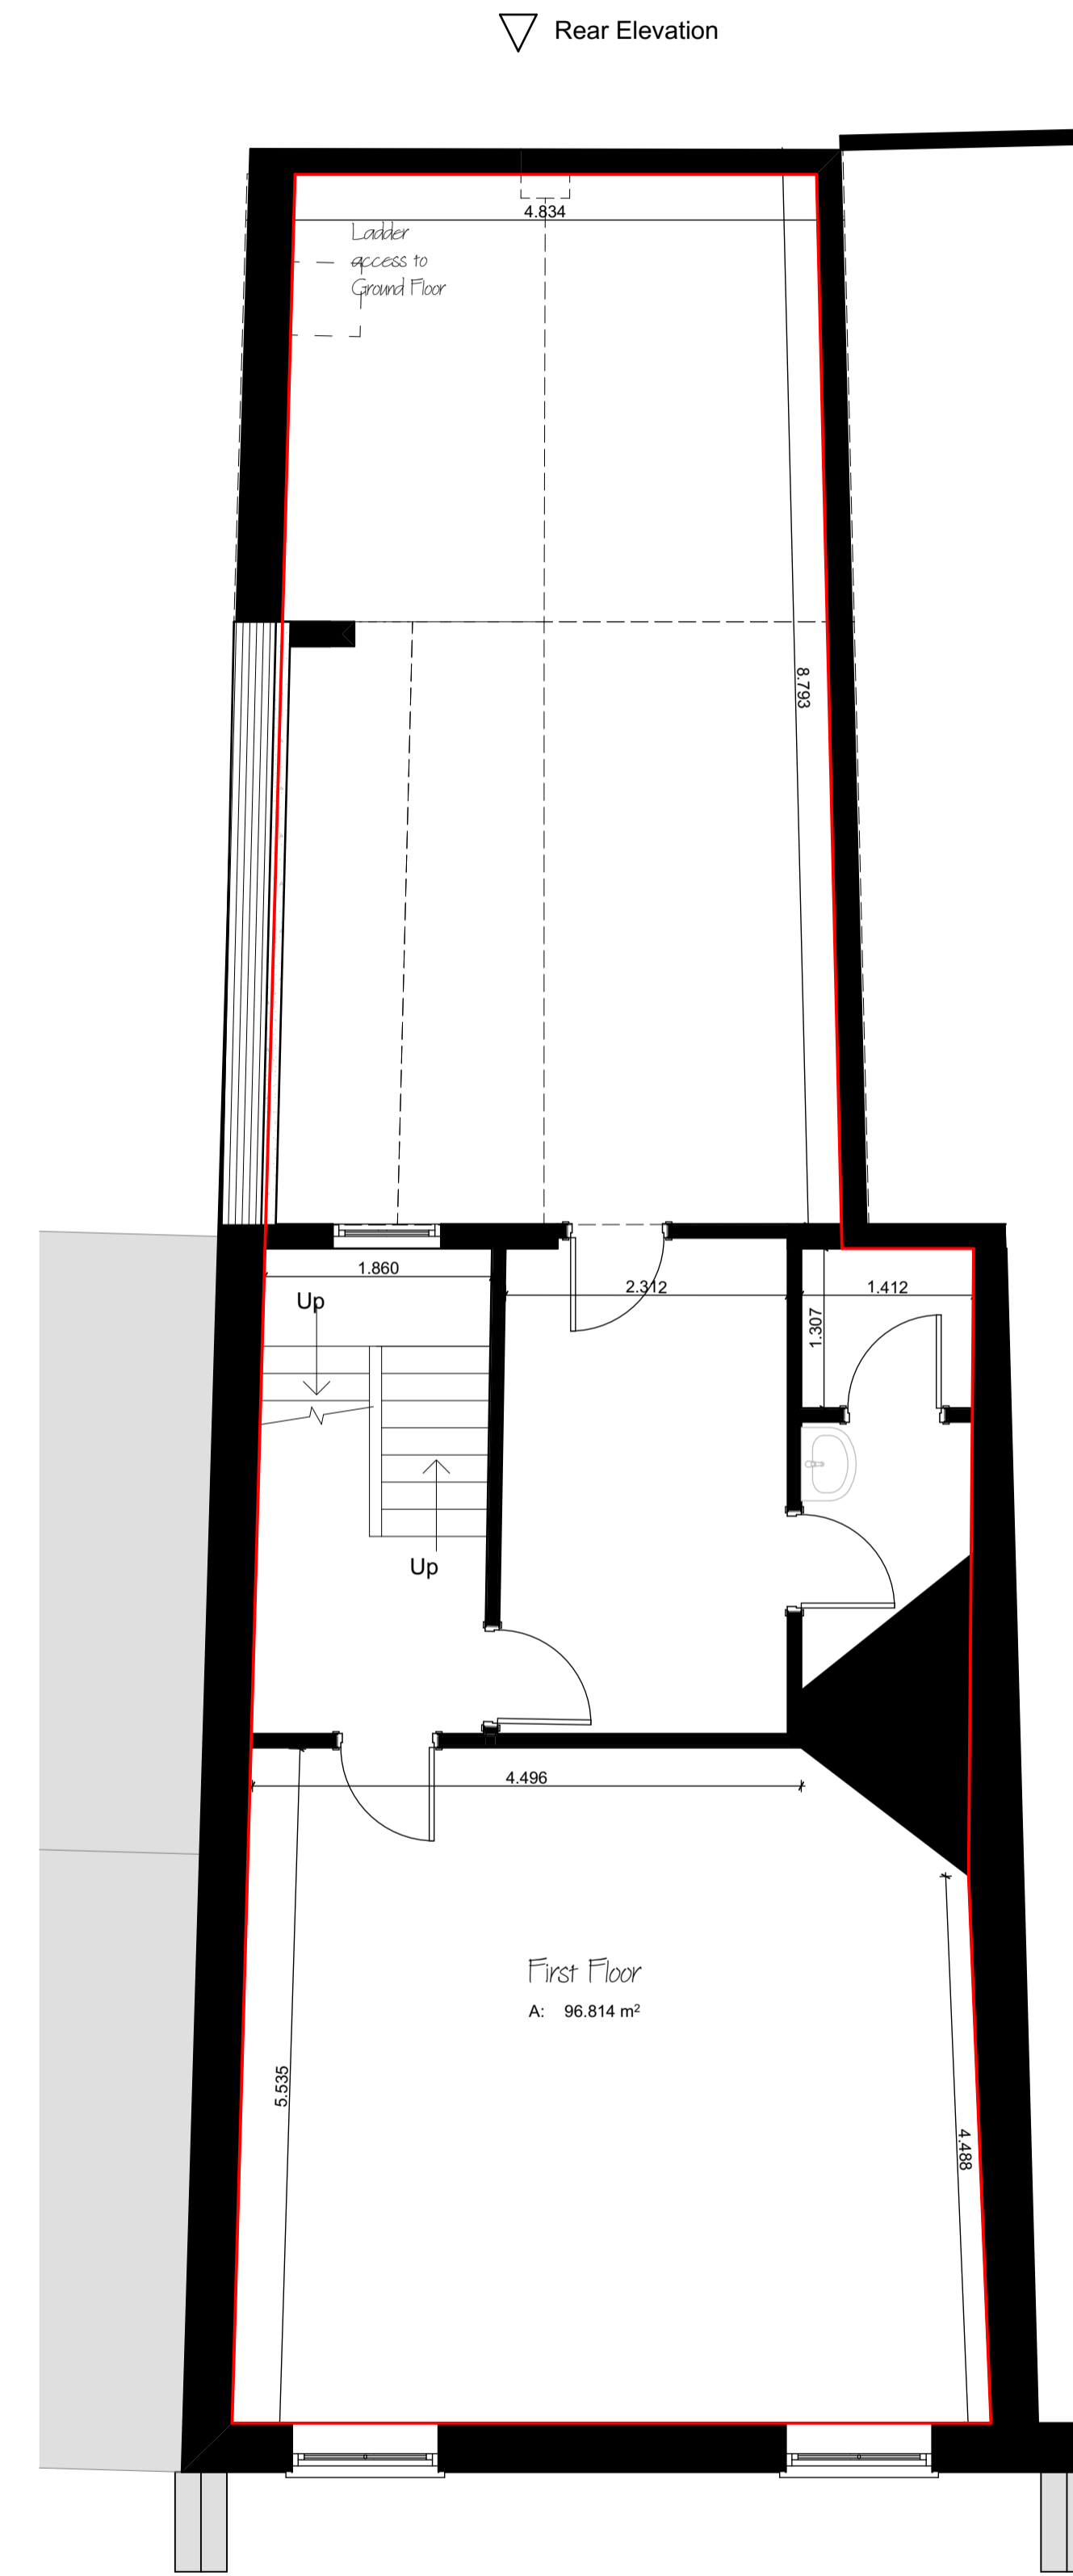 Rear Elevation
4.834
Ladder
access to
Ground Floor
8.793
1.860
Up
2.312
1.412
1.307
Up
4.496
First Floor
A: 96.814 m²
5.535
4.488